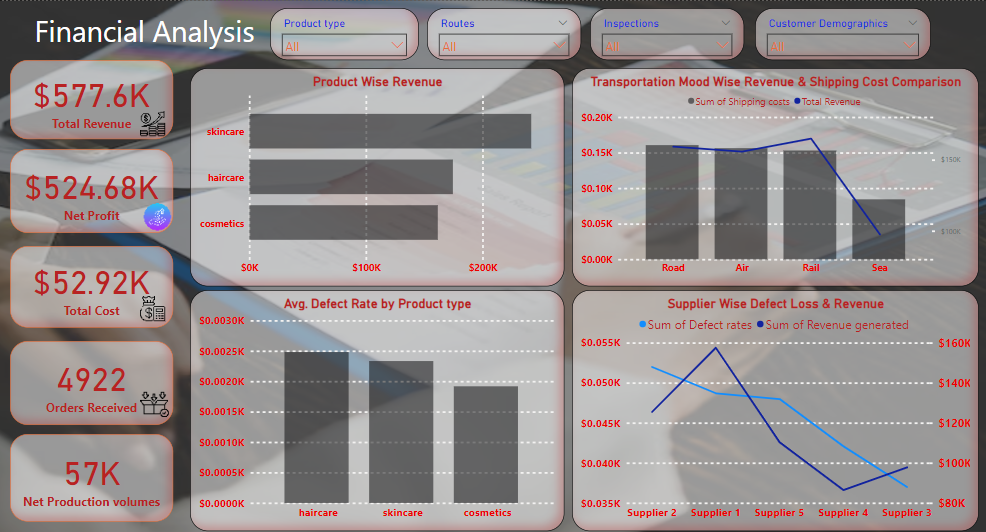 Financial Analysis
Product type
All
Routes
All
Inspections
All
Customer Demographics
All
$577.6K
Total Revenue
$524.68K
Net Profit
$52.92K
Total Cost
4922
Orders Received
57K
Net Production volumes
Product Wise Revenue
skincare
haircare
cosmetics
$0K $100K $200K
Transportation Mood Wise Revenue & Shipping Cost Comparison
Sum of Shipping costs Total Revenue
$0.20K
$0.15K
$0.10K
$0.05K
$0.00K
$150K
$100K
Road Air Rail Sea
Avg. Defect Rate by Product type
$0.0030K
$0.0025K
$0.0020K
$0.0015K
$0.0010K
$0.0005K
$0.0000K
haircare skincare cosmetics
Supplier Wise Defect Loss & Revenue
Sum of Defect rates Sum of Revenue generated
$0.055K
$0.050K
$0.045K
$0.040K
$0.035K
$160K
$140K
$120K
$100K
$80K
Supplier 2 Supplier 1 Supplier 5 Supplier 4 Supplier 3